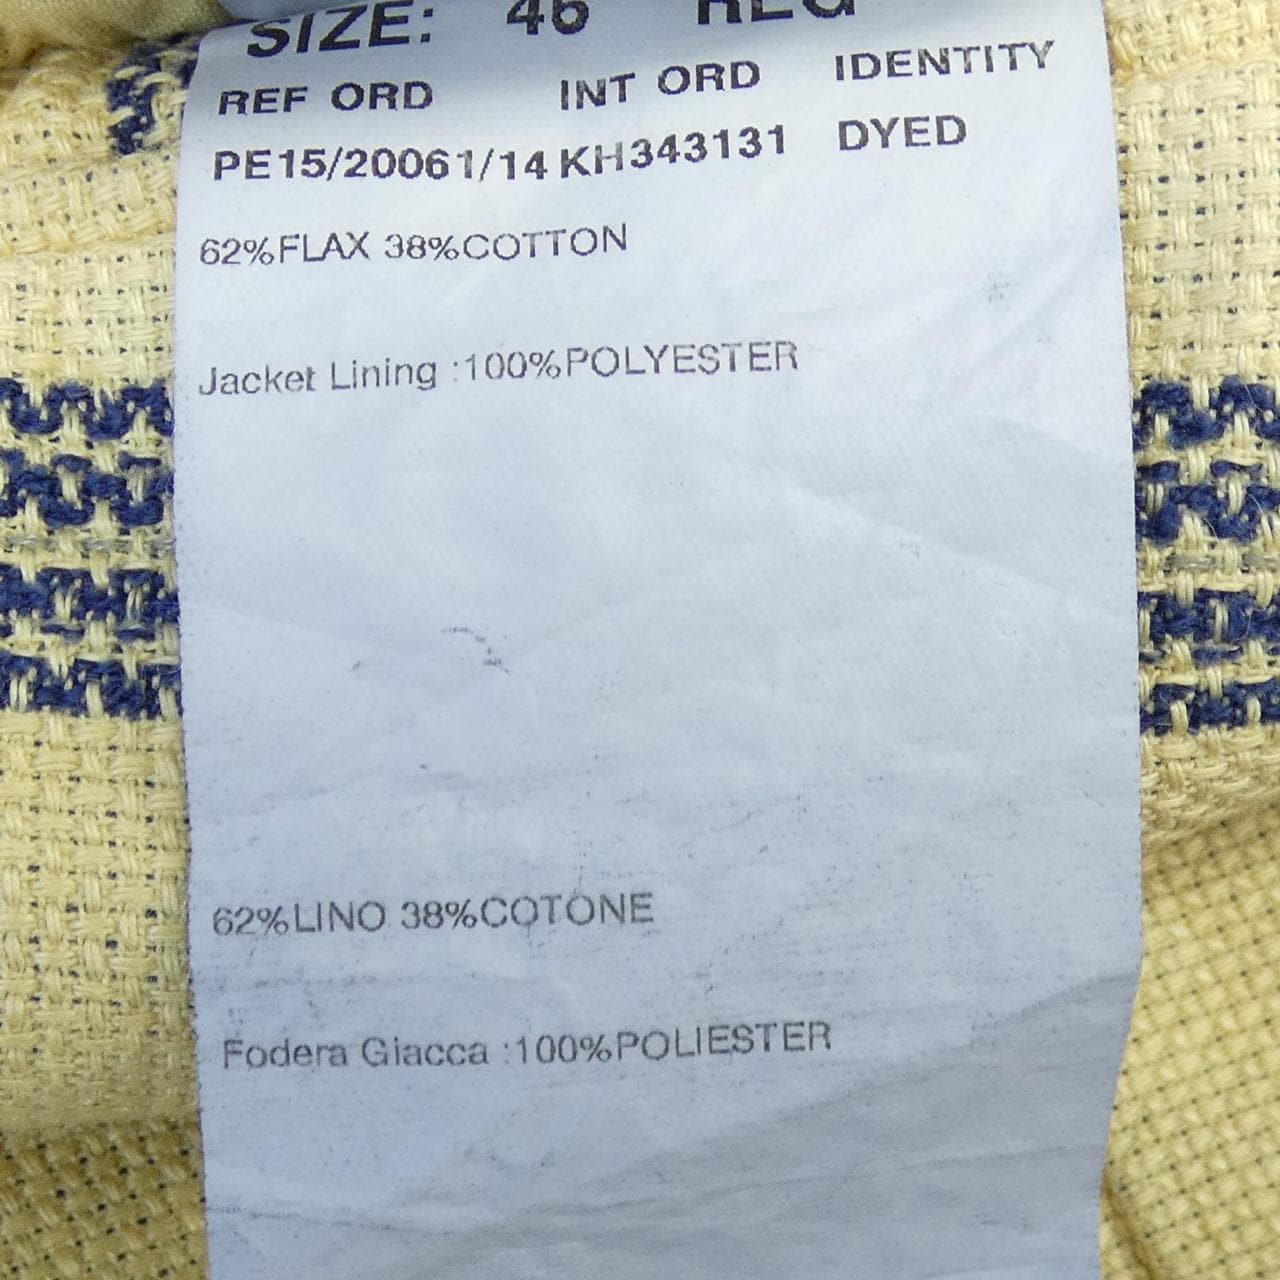 SIZE: 46 REG
REF ORD INT ORD IDENTITY
PE15/20061/14 KH343131 DYED
62%FLAX 38%COTTON
Jacket Lining :100%POLYESTER
62%LINO 38%COTONE
Fodera Giacca :100%POLIESTER